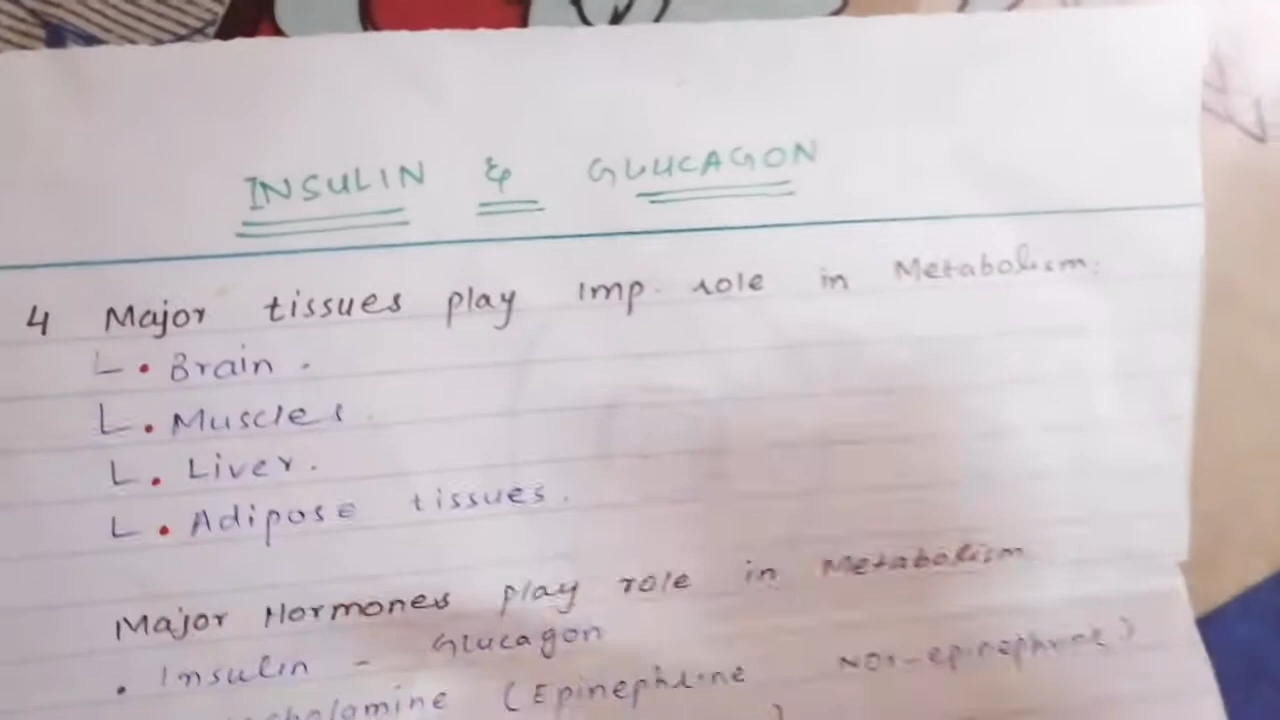 INSULIN & GLUCAGON
4 Major tissues play imp. role in Metabolism.
Brain.
Muscles.
Liver.
Adipose tissues.
Major Hormones play role in Metabolism
Insulin - Glucagon
(Epinephrine Nor-epinephrine)